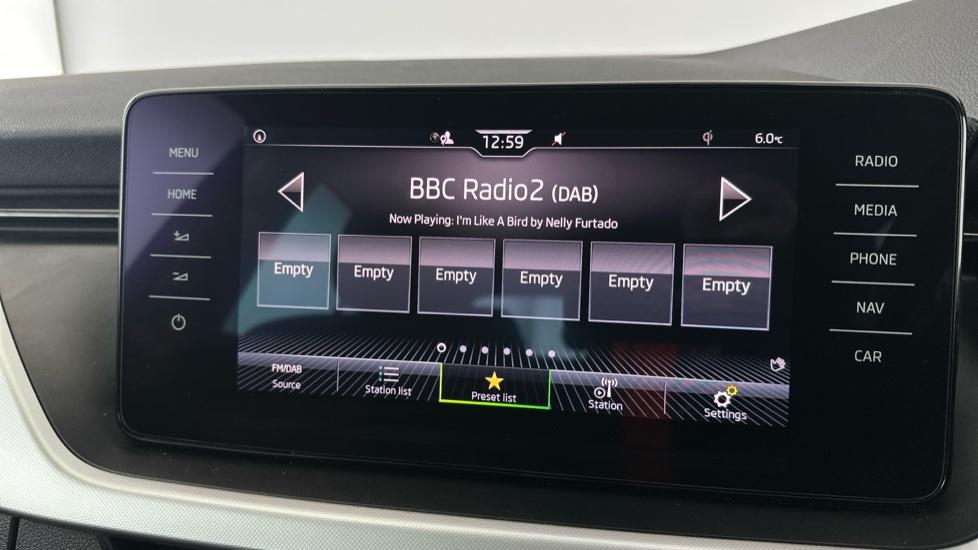 MENU
HOME
12:59
6.0°C
BBC Radio2 (DAB)
Now Playing: I'm Like A Bird by Nelly Furtado
Empty Empty Empty Empty Empty Empty
FM/DAB
Source
Station list
Preset list
Station
Settings
RADIO
MEDIA
PHONE
NAV
CAR